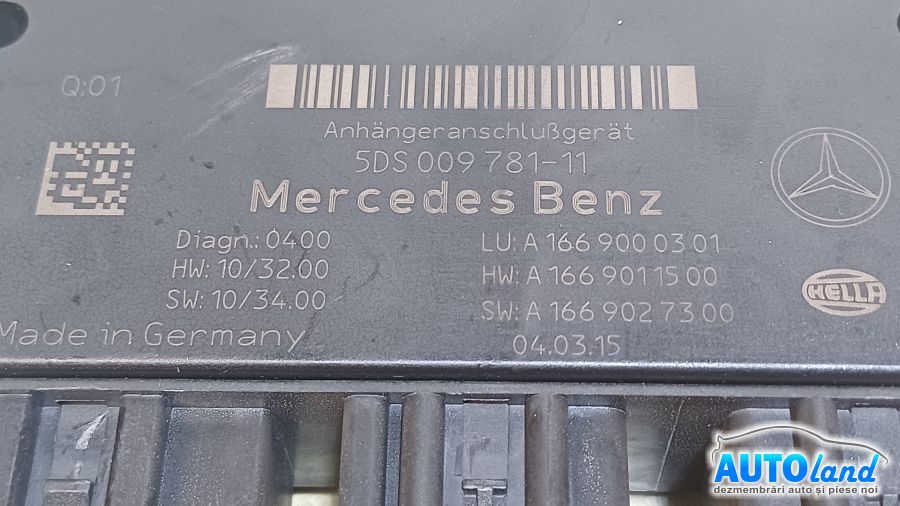 Q:01
Anhängeranschlußgerät
5DS 009 781-11
Mercedes Benz
Diagn.: 0400
HW: 10/32.00
SW: 10/34.00
Made in Germany
LU: A 166 900 03 01
HW: A 166 901 15 00
SW: A 166 902 73 00
04.03.15
HELLA
AUTOland
dezmembrări auto și piese noi